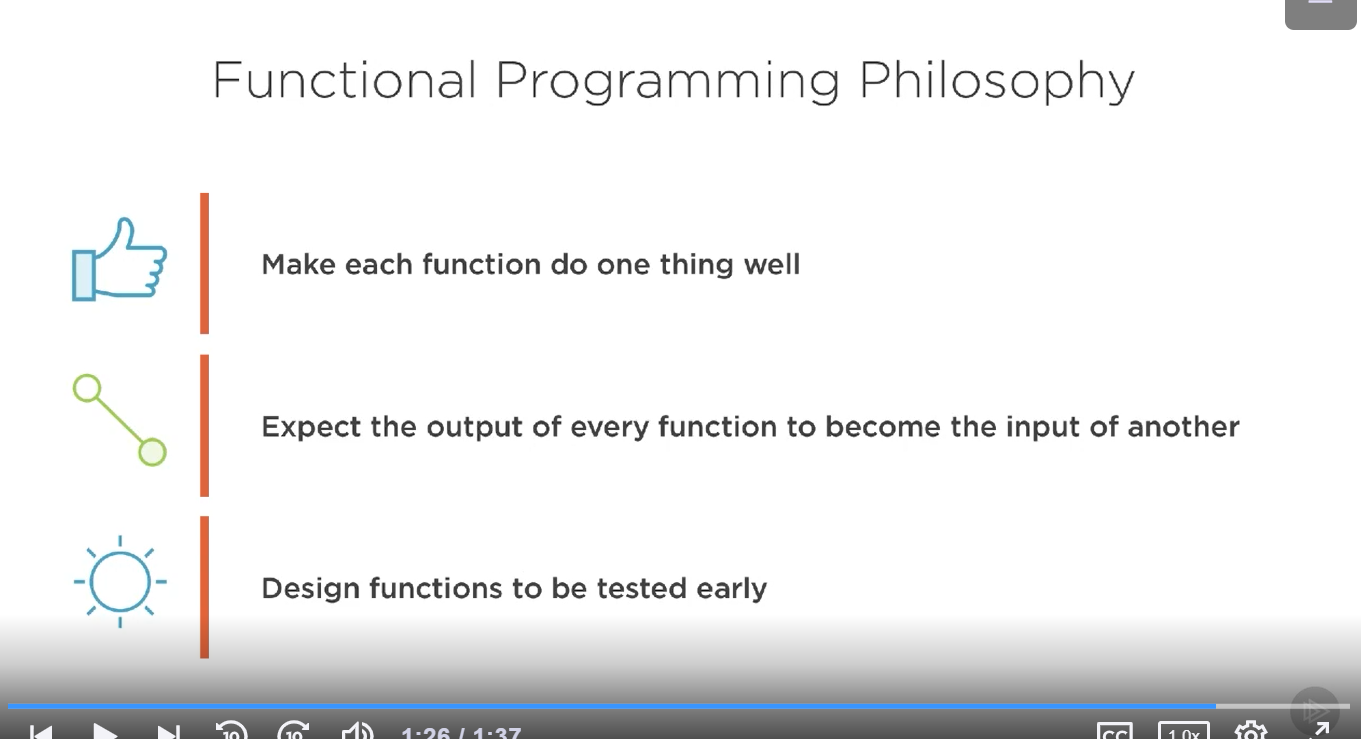 Functional Programming Philosophy
Make each function do one thing well
Expect the output of every function to become the input of another
Design functions to be tested early
10 10 1:26 / 1:37 CC 1.0x